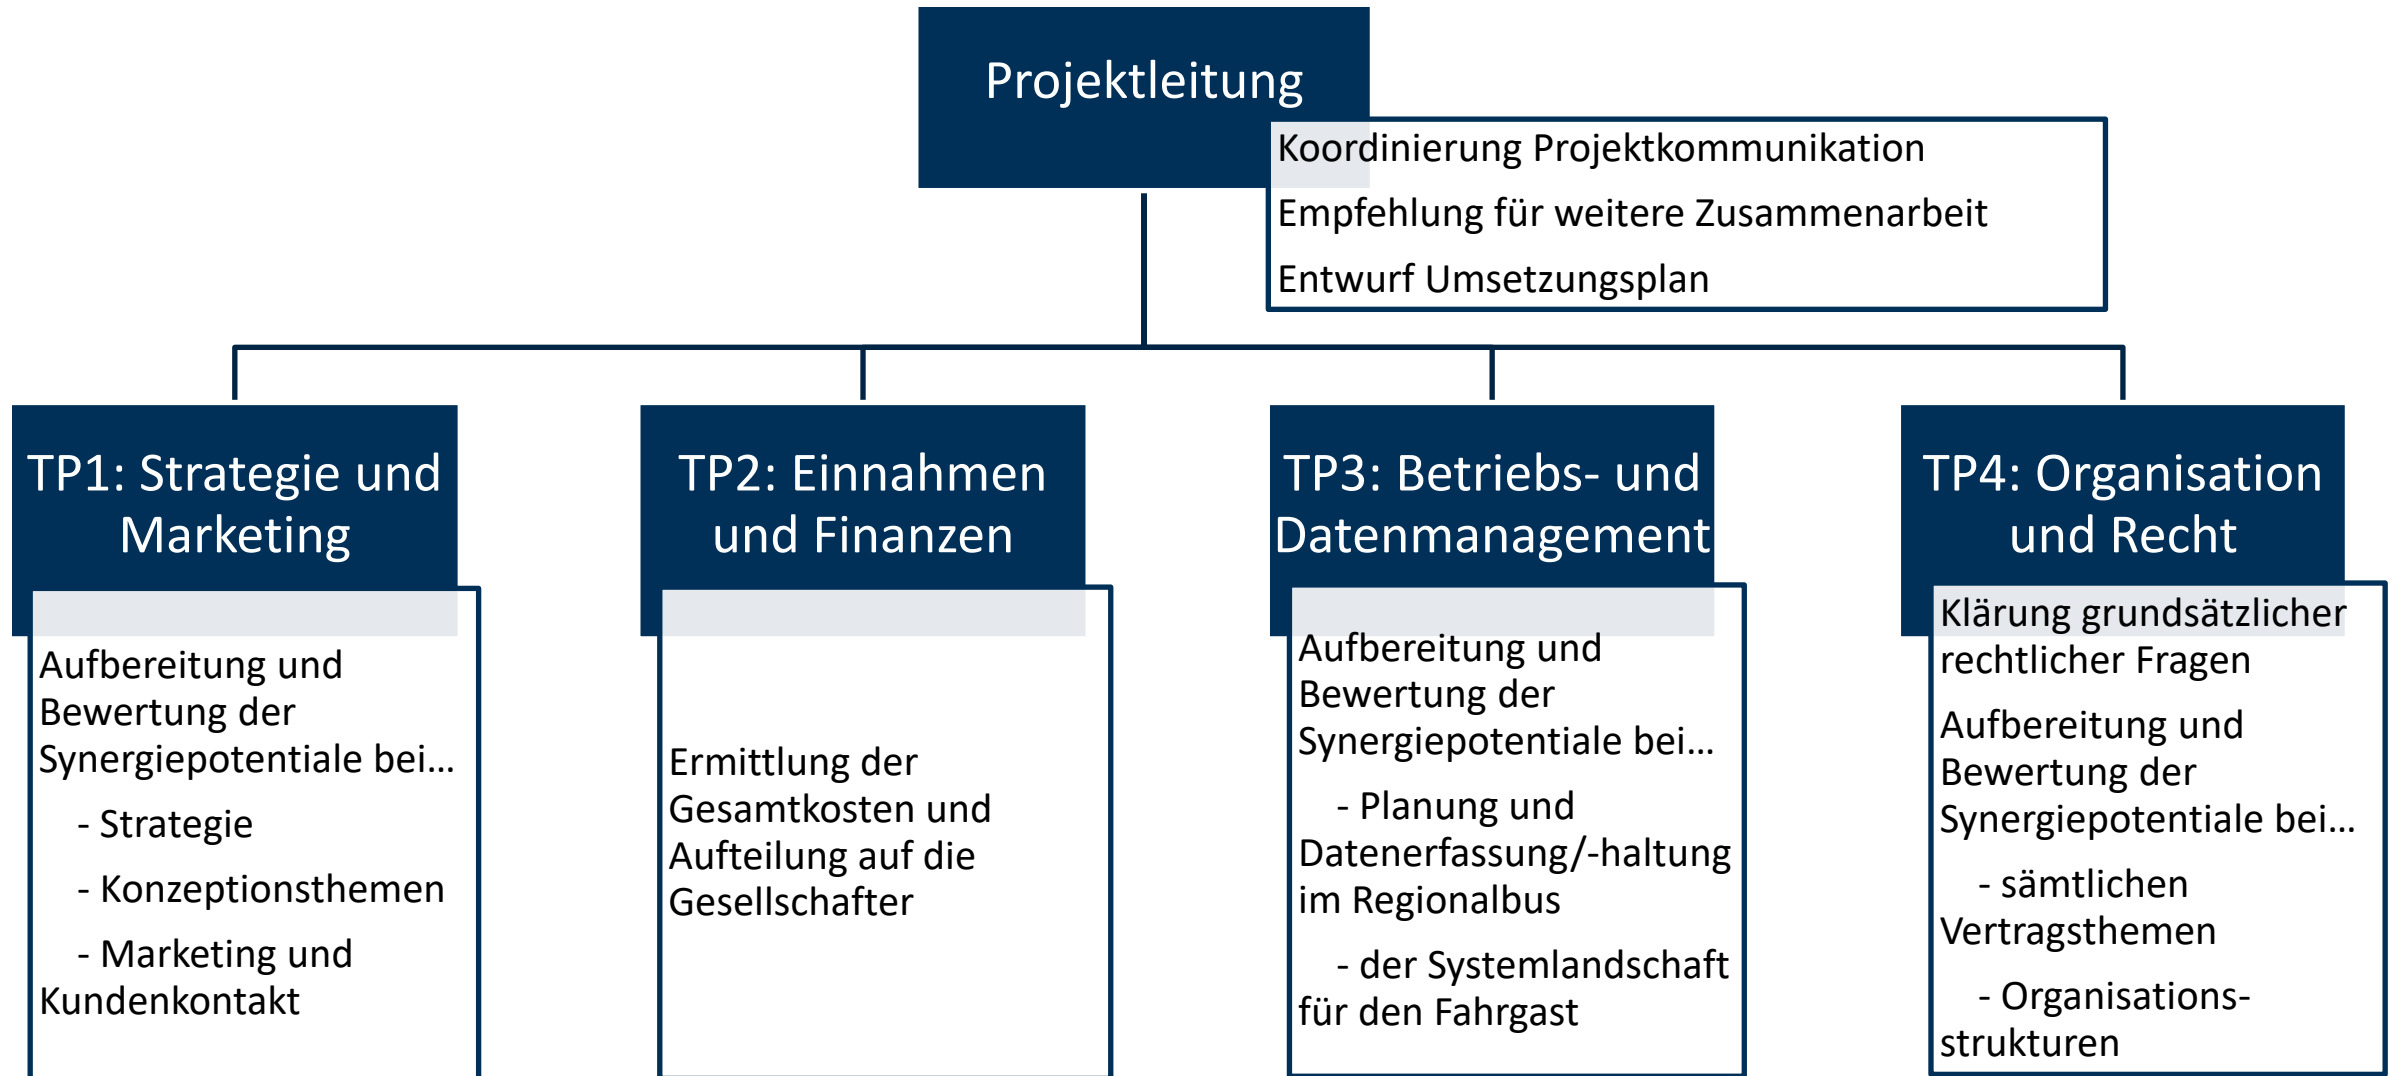 Projektleitung
Koordinierung Projektkommunikation
Empfehlung für weitere Zusammenarbeit
Entwurf Umsetzungsplan
TP1: Strategie und
Marketing
Aufbereitung und
Bewertung der
Synergiepotentiale bei…
- Strategie
- Konzeptionsthemen
- Marketing und
Kundenkontakt
TP2: Einnahmen
und Finanzen
Ermittlung der
Gesamtkosten und
Aufteilung auf die
Gesellschafter
TP3: Betriebs- und
Datenmanagement
Aufbereitung und
Bewertung der
Synergiepotentiale bei…
- Planung und
Datenerfassung/-haltung
im Regionalbus
- der Systemlandschaft
für den Fahrgast
TP4: Organisation
und Recht
Klärung grundsätzlicher
rechtlicher Fragen
Aufbereitung und
Bewertung der
Synergiepotentiale bei…
- sämtlichen
Vertragsthemen
- Organisations-
strukturen